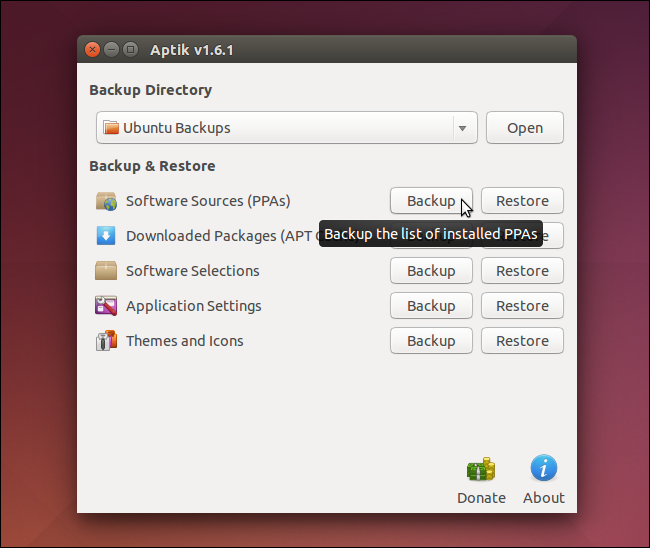 Aptik v1.6.1
Backup Directory
Ubuntu Backups Open
Backup & Restore
Software Sources (PPAs) Backup Restore
Downloaded Packages (APT
Backup the list of installed PPAs
Software Selections Backup Restore
Application Settings Backup Restore
Themes and Icons Backup Restore
Donate About